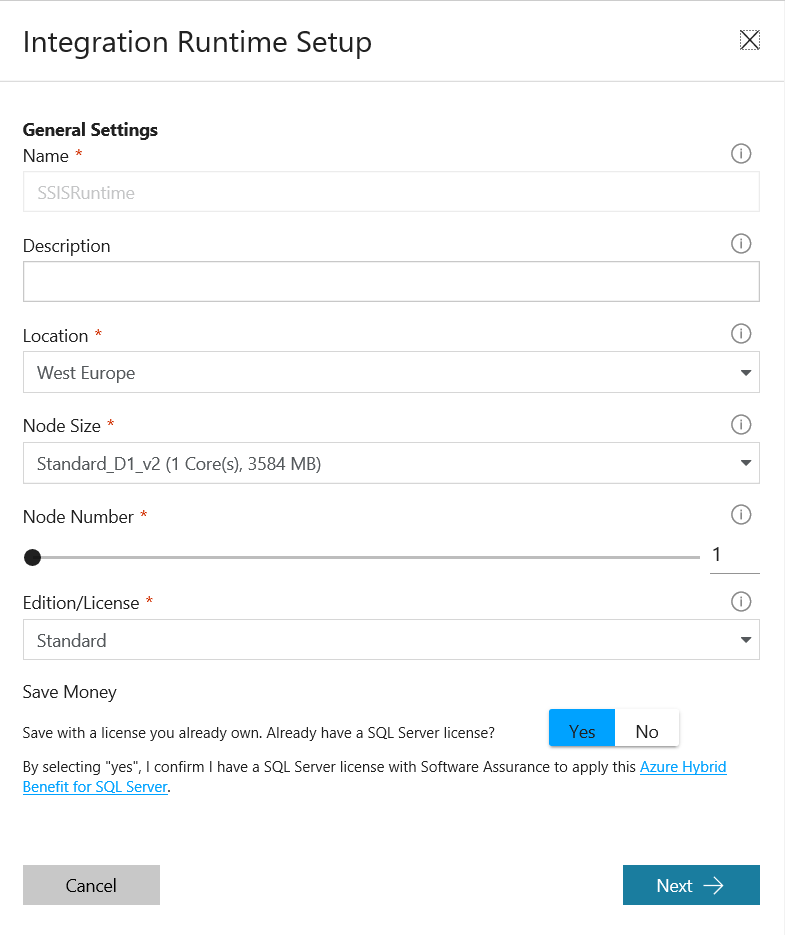 Integration Runtime Setup
General Settings
Name *
SSISRuntime
Description
Location *
West Europe
Node Size *
Standard_D1_v2 (1 Core(s), 3584 MB)
Node Number *
1
Edition/License *
Standard
Save Money
Save with a license you already own. Already have a SQL Server license? Yes No
By selecting "yes", I confirm I have a SQL Server license with Software Assurance to apply this Azure Hybrid
Benefit for SQL Server.
Cancel Next